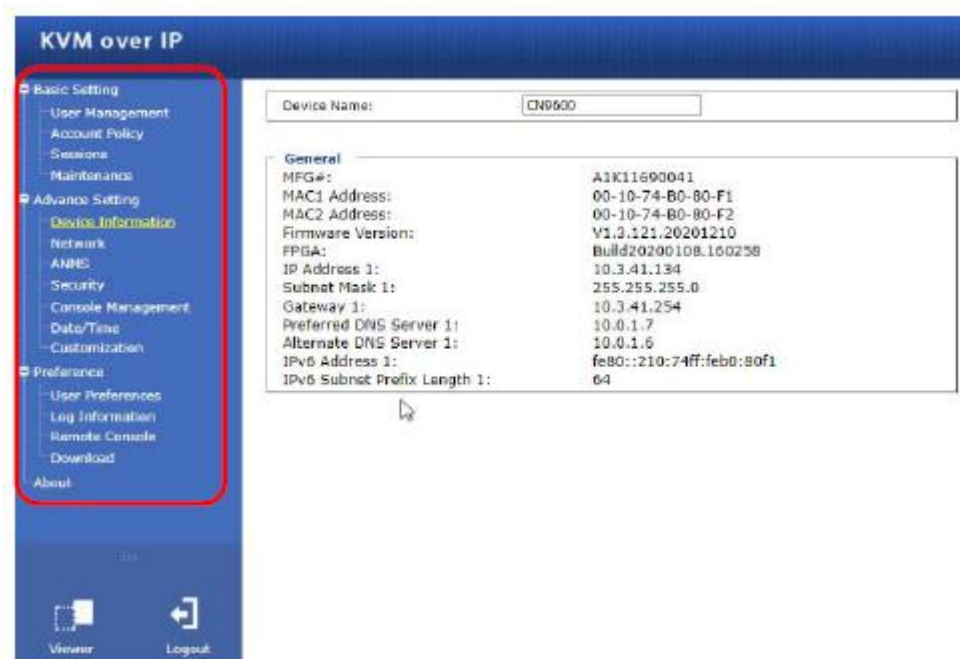 KVM over IP
Basic Setting
User Management
Account Policy
Sessions
Maintenance
Advance Setting
Device Information
Network
ANMS
Security
Console Management
Date/Time
Customization
Preference
User Preferences
Log Information
Remote Console
Download
About
Viewer Logout
Device Name: CN9600
General
MFG#: A1K11690041
MAC1 Address: 00-10-74-B0-80-F1
MAC2 Address: 00-10-74-B0-80-F2
Firmware Version: V1.3.121.20201210
FPGA: Build20200108.160258
IP Address 1: 10.3.41.134
Subnet Mask 1: 255.255.255.0
Gateway 1: 10.3.41.254
Preferred DNS Server 1: 10.0.1.7
Alternate DNS Server 1: 10.0.1.6
IPv6 Address 1: fe80::210:74ff:feb0:80f1
IPv6 Subnet Prefix Length 1: 64